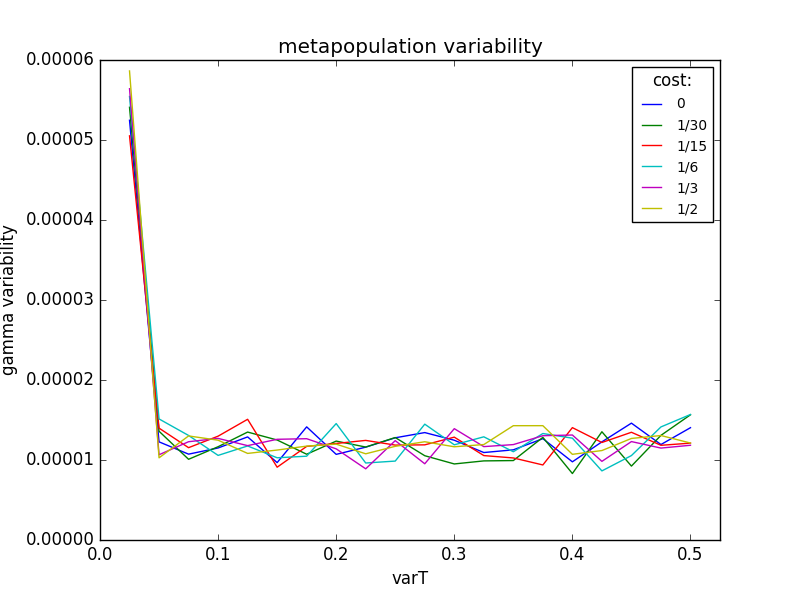 metapopulation variability
0.00006
0.00005
0.00004
0.00003
0.00002
0.00001
0.00000
gamma variability
0.0 0.1 0.2 0.3 0.4 0.5
varT
cost:
0
1/30
1/15
1/6
1/3
1/2